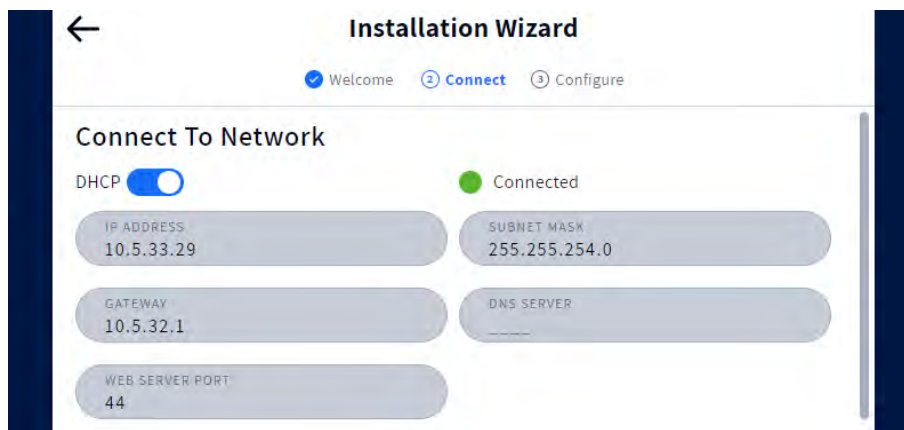 Installation Wizard
Welcome 2 Connect 3 Configure
Connect To Network
DHCP Connected
IP ADDRESS SUBNET MASK
10.5.33.29 255.255.254.0
GATEWAY DNS SERVER
10.5.32.1 ____
WEB SERVER PORT
44